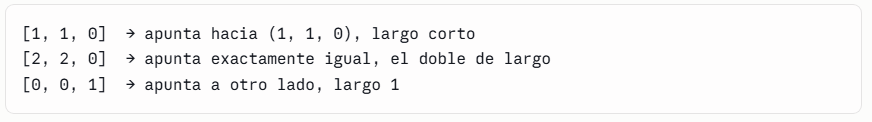 [1, 1, 0]  → apunta hacia (1, 1, 0), largo corto
[2, 2, 0]  → apunta exactamente igual, el doble de largo
[0, 0, 1]  → apunta a otro lado, largo 1